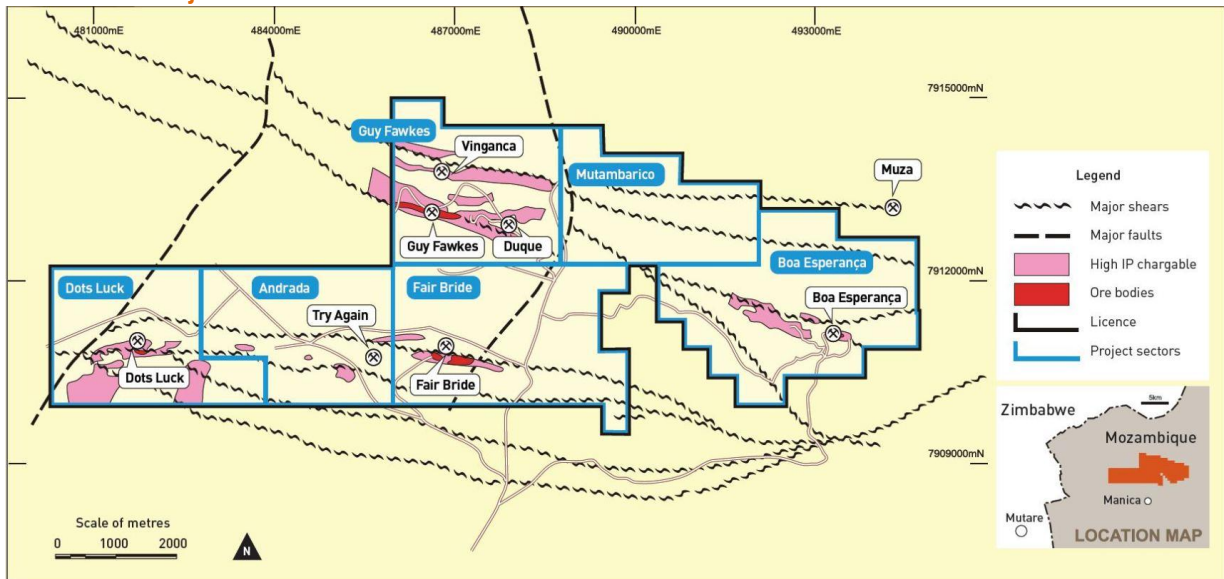 481000mE
484000mE
487000mE
490000mE
493000mE
7915000mN
Guy Fawkes
Vinganca
Mutambarico
Muza
Guy Fawkes
Duque
Boa Esperança
7912000mN
Dots Luck
Andrada
Fair Bride
Boa Esperança
Try Again
Dots Luck
Fair Bride
7909000mN
Scale of metres
0 1000 2000
N
Legend
Major shears
Major faults
High IP chargable
Ore bodies
Licence
Project sectors
5km
Zimbabwe
Mozambique
Manica
Mutare
LOCATION MAP